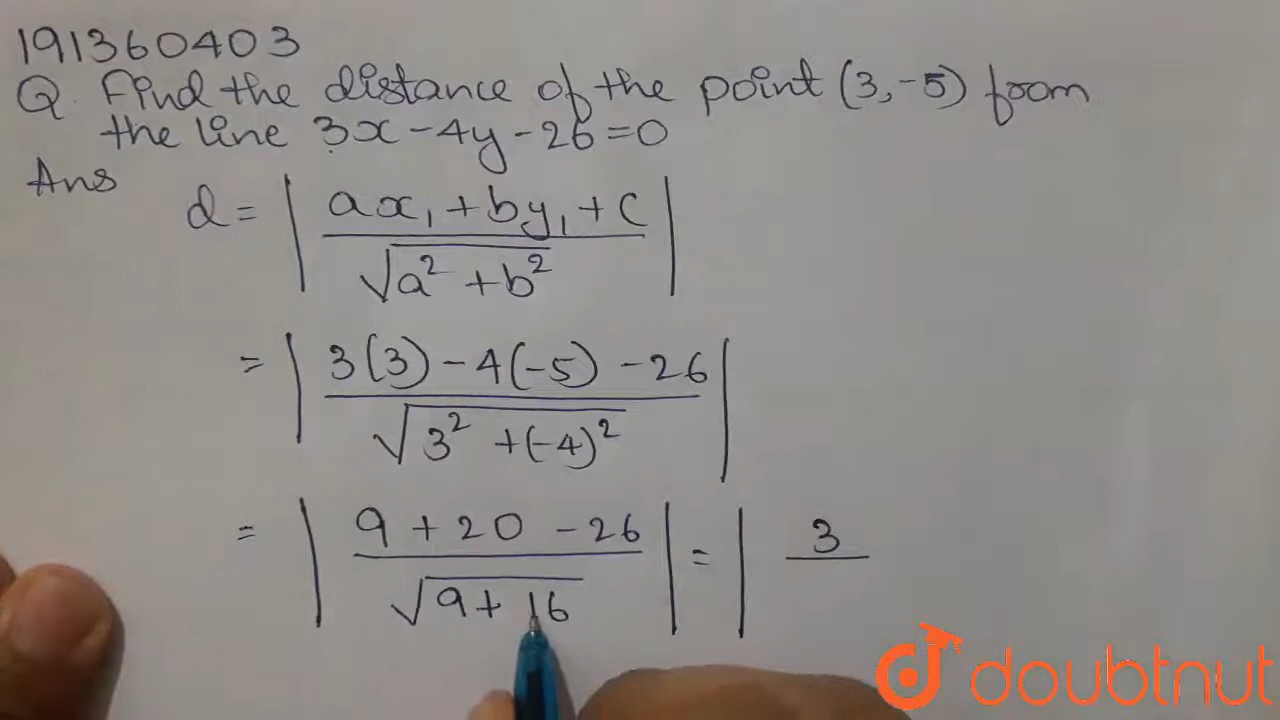 191360403
Q. Find the distance of the point (3,-5) from
the line 3x-4y-26=0
Ans
d = | ax₁ + by₁ + c / √a² + b² |
= | 3(3) - 4(-5) - 26 / √3² + (-4)² |
= | 9 + 20 - 26 / √9 + 16 | = | 3
doubtnut